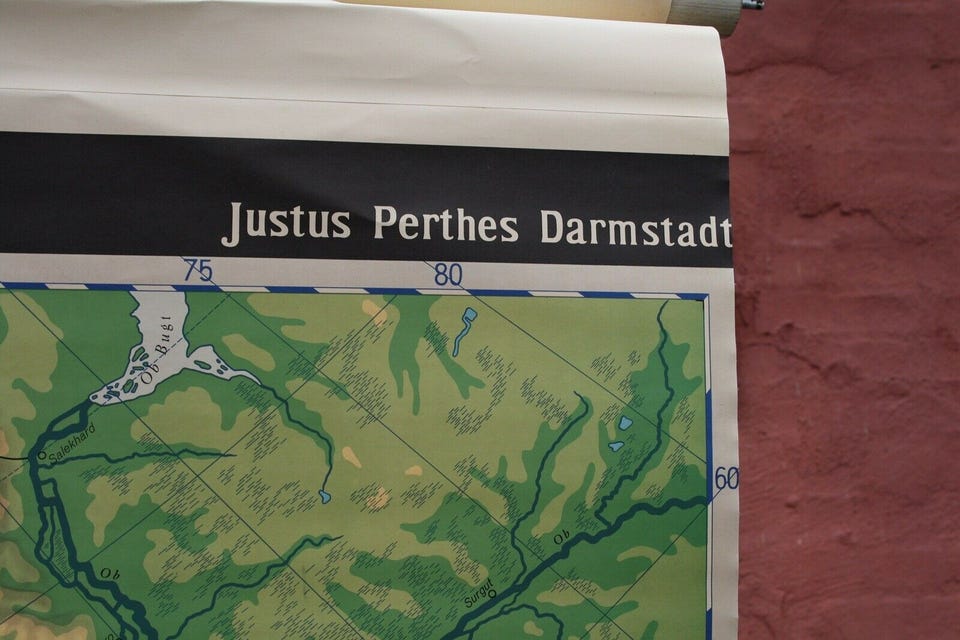 Justus Perthes Darmstadt
75
80
Ob Bugt
Salekhard
60
Ob
Ob
Surgut